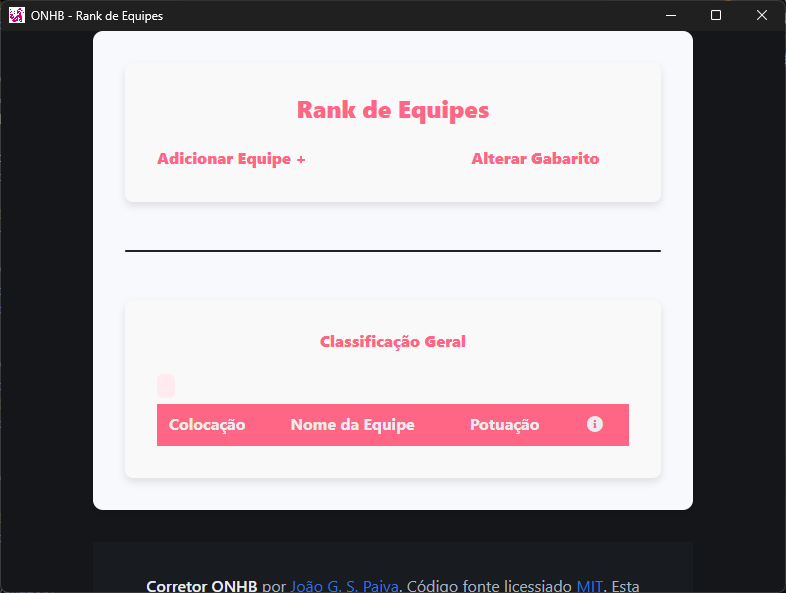 ONHB - Rank de Equipes
Rank de Equipes
Adicionar Equipe +
Alterar Gabarito
Classificação Geral
Colocação Nome da Equipe Potuação
Corretor ONHB por João G. S. Paiva. Código fonte licessiado MIT. Esta